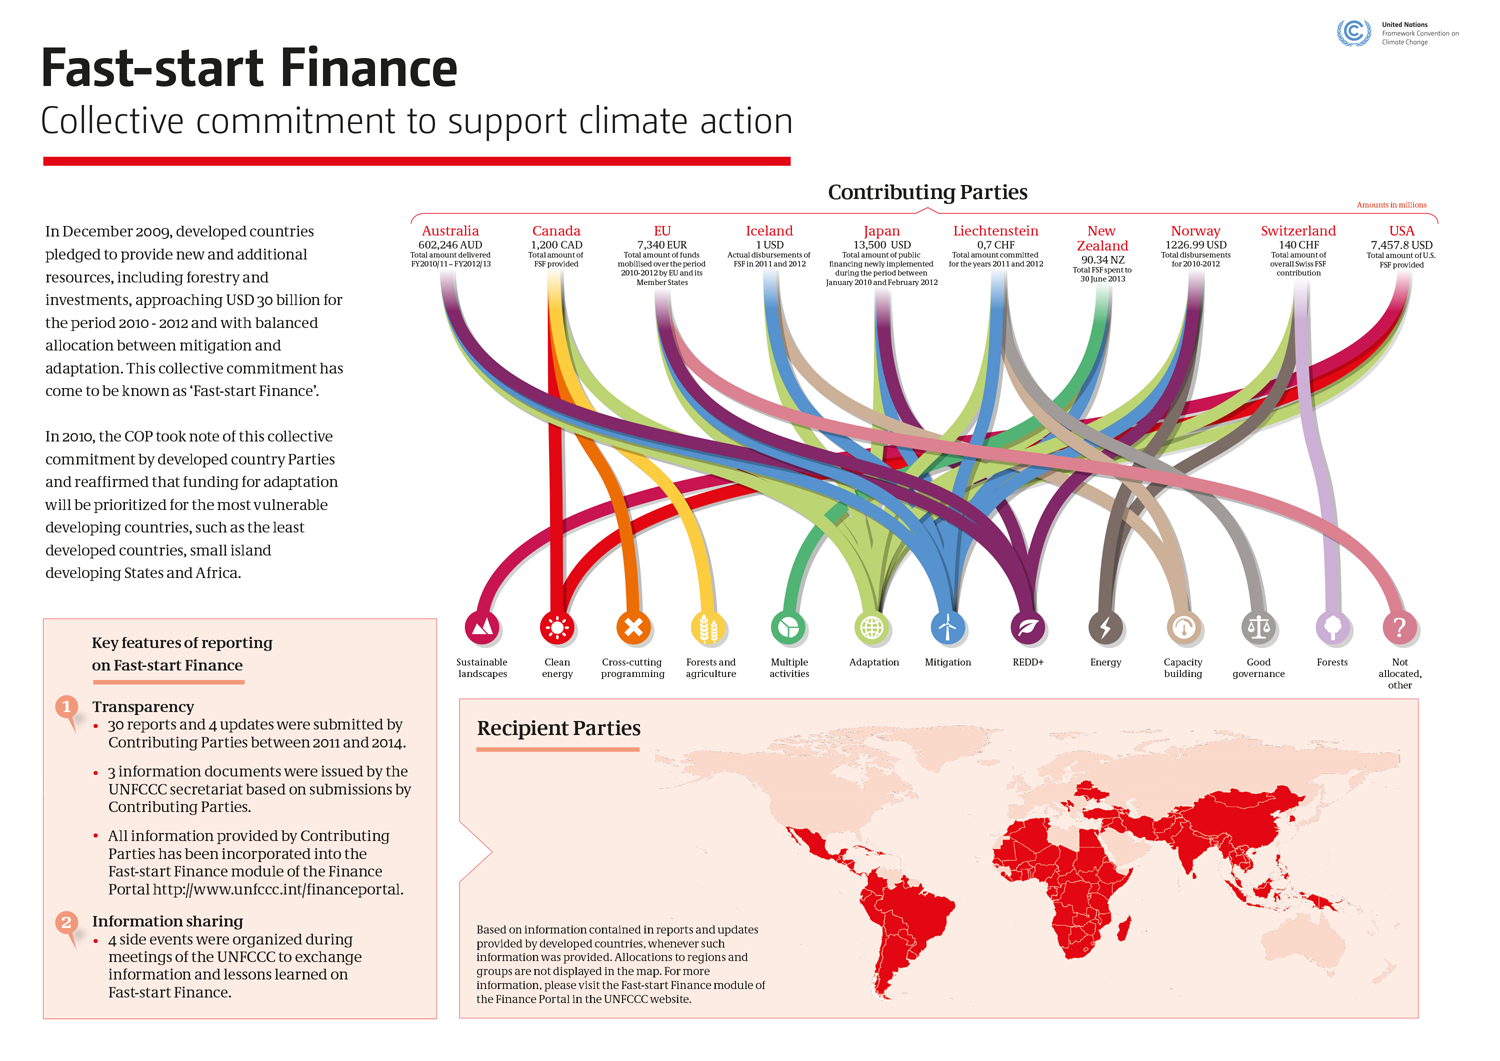 United Nations
Framework Convention on
Climate Change
Fast-start Finance
Collective commitment to support climate action
In December 2009, developed countries
pledged to provide new and additional
resources, including forestry and
investments, approaching USD 30 billion for
the period 2010 - 2012 and with balanced
allocation between mitigation and
adaptation. This collective commitment has
come to be known as ‘Fast-start Finance’.
In 2010, the COP took note of this collective
commitment by developed country Parties
and reaffirmed that funding for adaptation
will be prioritized for the most vulnerable
developing countries, such as the least
developed countries, small island
developing States and Africa.
Contributing Parties
Amounts in millions
Australia
602,246 AUD
Total amount delivered
FY2010/11 – FY2012/13
Canada
1,200 CAD
Total amount of
FSF provided
EU
7,340 EUR
Total amount of funds
mobilised over the period
2010-2012 by EU and its
Member States
Iceland
1 USD
Actual disbursements of
FSF in 2011 and 2012
Japan
13,500 USD
Total amount of public
financing newly implemented
during the period between
January 2010 and February 2012
Liechtenstein
0,7 CHF
Total amount committed
for the years 2011 and 2012
New
Zealand
90.34 NZ
Total FSF spent to
30 June 2013
Norway
1226.99 USD
Total disbursements
for 2010-2012
Switzerland
140 CHF
Total amount of
overall Swiss FSF
contribution
USA
7,457.8 USD
Total amount of U.S.
FSF provided
?
Sustainable
landscapes
Clean
energy
Cross-cutting
programming
Forests and
agriculture
Multiple
activities
Adaptation
Mitigation
REDD+
Energy
Capacity
building
Good
governance
Forests
Not
allocated,
other
Key features of reporting
on Fast-start Finance
1
Transparency
• 30 reports and 4 updates were submitted by
Contributing Parties between 2011 and 2014.
• 3 information documents were issued by the
UNFCCC secretariat based on submissions by
Contributing Parties.
• All information provided by Contributing
Parties has been incorporated into the
Fast-start Finance module of the Finance
Portal http://www.unfccc.int/financeportal.
2
Information sharing
• 4 side events were organized during
meetings of the UNFCCC to exchange
information and lessons learned on
Fast-start Finance.
Recipient Parties
Based on information contained in reports and updates
provided by developed countries, whenever such
information was provided. Allocations to regions and
groups are not displayed in the map. For more
information, please visit the Fast-start Finance module of
the Finance Portal in the UNFCCC website.